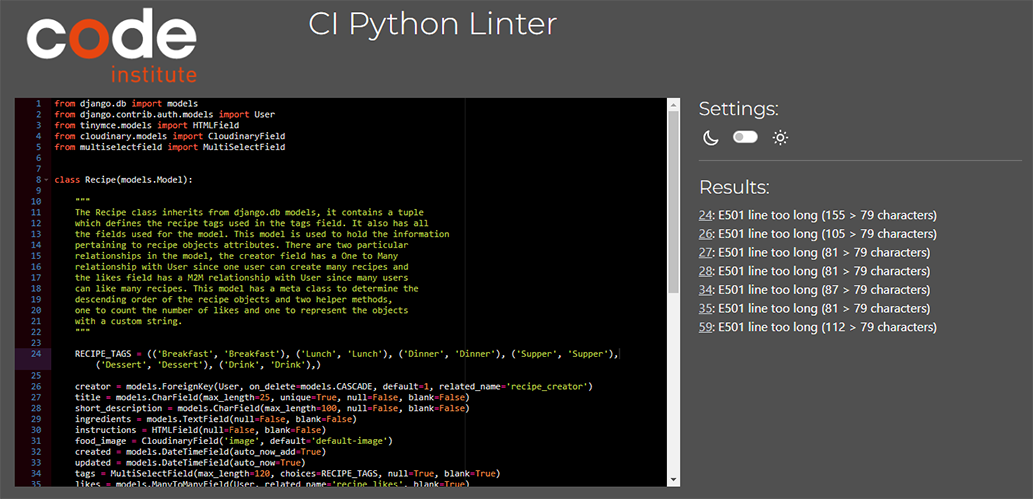 code
institute
CI Python Linter
1 from django.db import models
2 from django.contrib.auth.models import User
3 from tinymce.models import HTMLField
4 from cloudinary.models import CloudinaryField
5 from multiselectfield import MultiSelectField
6
7
8 class Recipe(models.Model):
9
10 """
11 The Recipe class inherits from django.db models, it contains a tuple
12 which defines the recipe tags used in the tags field. It also has all
13 the fields used for the model. This model is used to hold the information
14 pertaining to recipe objects attributes. There are two particular
15 relationships in the model, the creator field has a One to Many
16 relationship with User since one user can create many recipes and
17 the likes field has a M2M relationship with User since many users
18 can like many recipes. This model has a meta class to determine the
19 descending order of the recipe objects and two helper methods,
20 one to count the number of likes and one to represent the objects
21 with a custom string.
22 """
23
24 RECIPE_TAGS = (('Breakfast', 'Breakfast'), ('Lunch', 'Lunch'), ('Dinner', 'Dinner'), ('Supper', 'Supper'),
('Dessert', 'Dessert'), ('Drink', 'Drink'),)
25
26 creator = models.ForeignKey(User, on_delete=models.CASCADE, default=1, related_name='recipe_creator')
27 title = models.CharField(max_length=25, unique=True, null=False, blank=False)
28 short_description = models.CharField(max_length=100, null=False, blank=False)
29 ingredients = models.TextField(null=False, blank=False)
30 instructions = HTMLField(null=False, blank=False)
31 food_image = CloudinaryField('image', default='default-image')
32 created = models.DateTimeField(auto_now_add=True)
33 updated = models.DateTimeField(auto_now=True)
34 tags = MultiSelectField(max_length=120, choices=RECIPE_TAGS, null=True, blank=True)
35 likes = models.ManyToManyField(User, related_name='recipe_likes', blank=True)
Settings:
Results:
24: E501 line too long (155 > 79 characters)
26: E501 line too long (105 > 79 characters)
27: E501 line too long (81 > 79 characters)
28: E501 line too long (81 > 79 characters)
34: E501 line too long (87 > 79 characters)
35: E501 line too long (81 > 79 characters)
59: E501 line too long (112 > 79 characters)